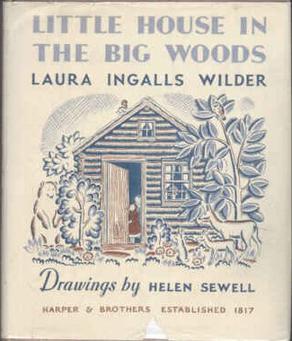 LITTLE HOUSE IN
THE BIG WOODS
LAURA INGALLS WILDER
Drawings by HELEN SEWELL
HARPER & BROTHERS ESTABLISHED 1817